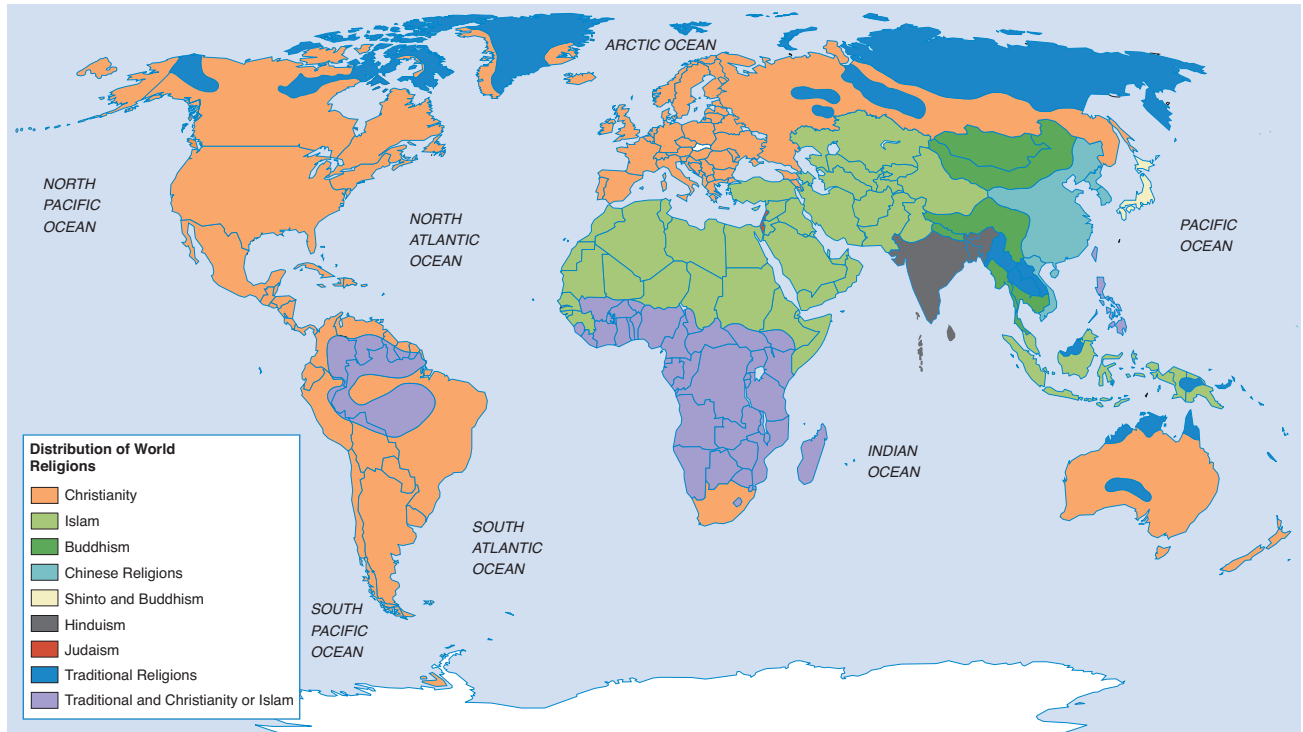 ARCTIC OCEAN
NORTH
PACIFIC
OCEAN
NORTH
ATLANTIC
OCEAN
PACIFIC
OCEAN
INDIAN
OCEAN
SOUTH
ATLANTIC
OCEAN
SOUTH
PACIFIC
OCEAN
Distribution of World
Religions
Christianity
Islam
Buddhism
Chinese Religions
Shinto and Buddhism
Hinduism
Judaism
Traditional Religions
Traditional and Christianity or Islam